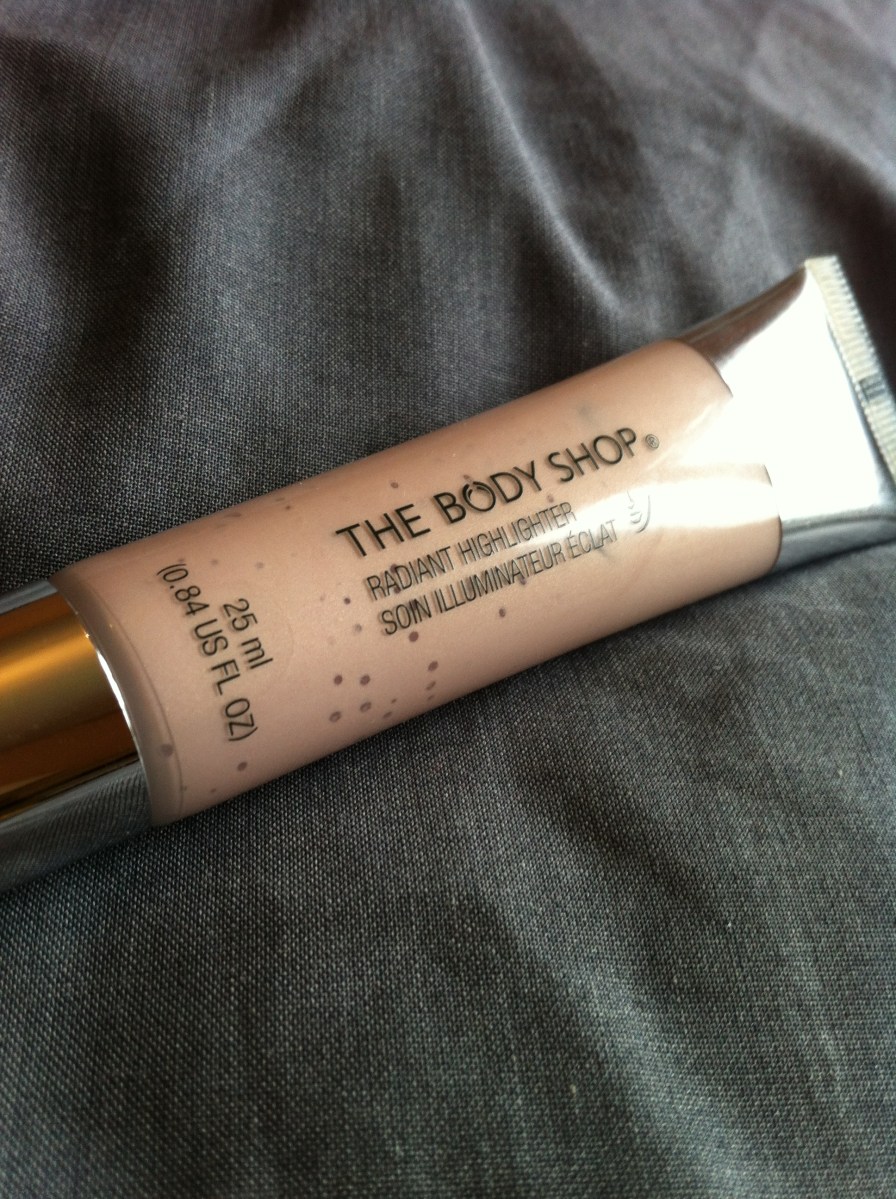 THE BODY SHOP®
RADIANT HIGHLIGHTER
SOIN ILLUMINATEUR ÉCLAT
25 ml
(0.84 US FL OZ)